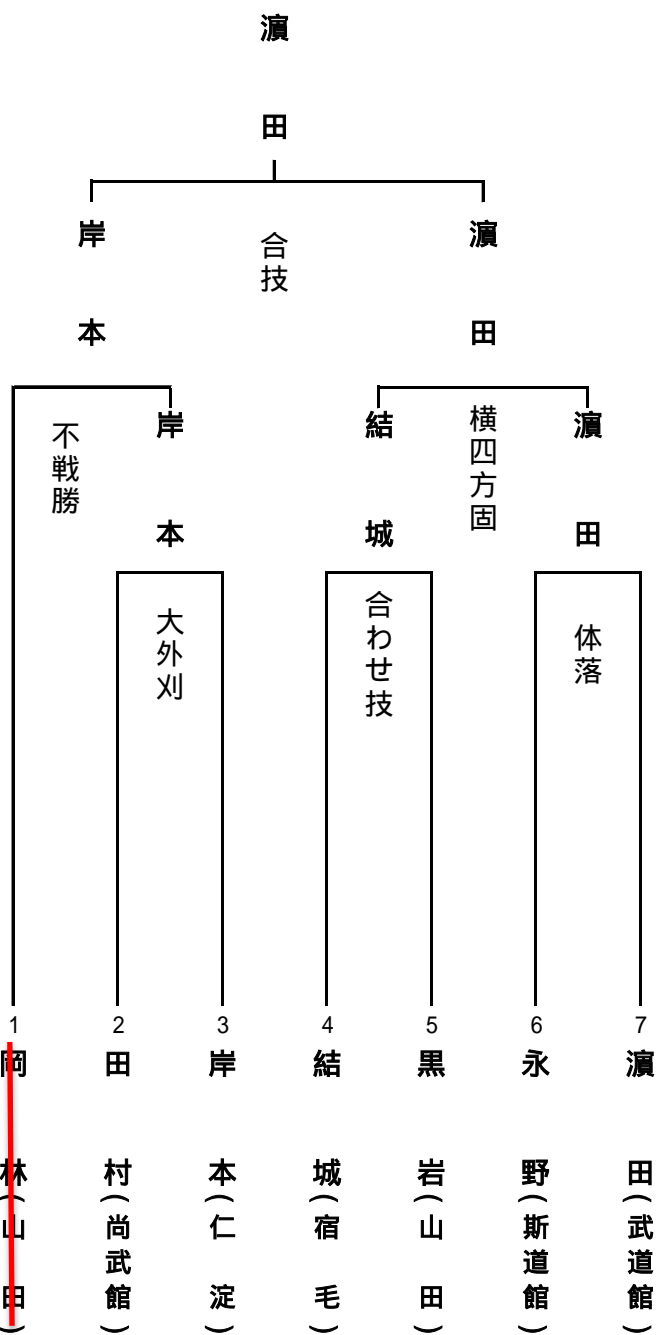 濵田
岸本
合技
濵田
不戦勝
岸本
結城
横四方固
濵田
大外刈
合わせ技
体落
1
2
3
4
5
6
7
岡林(山田)
田村(尚武館)
岸本(仁淀)
結城(宿毛)
黒岩(山田)
永野(斯道館)
濵田(武道館)